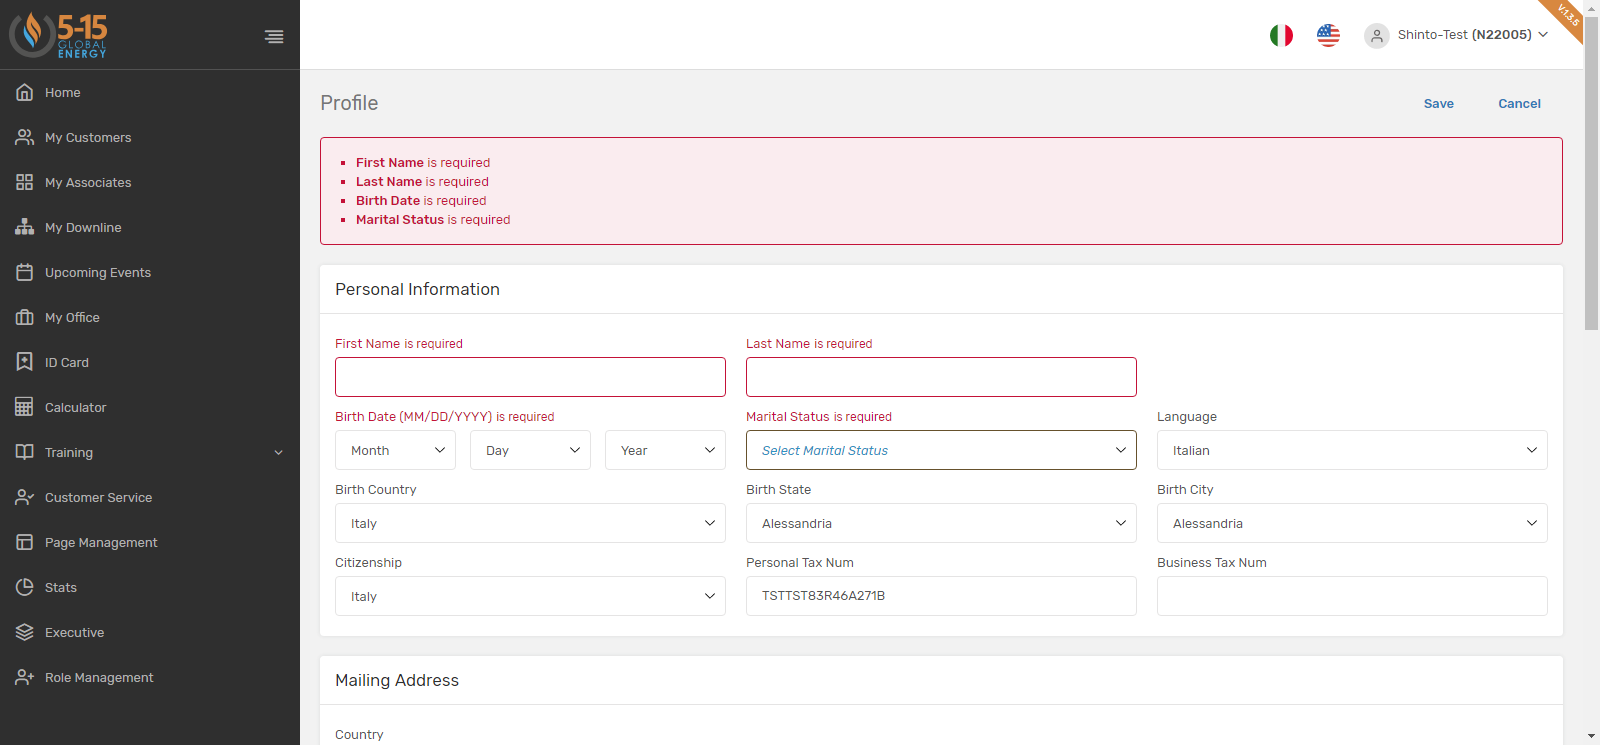 5-15
GLOBAL
ENERGY
Shinto-Test (N22005)
V.1.3.5
Home
My Customers
My Associates
My Downline
Upcoming Events
My Office
ID Card
Calculator
Training
Customer Service
Page Management
Stats
Executive
Role Management
Profile
Save
Cancel
First Name is required
Last Name is required
Birth Date is required
Marital Status is required
Personal Information
First Name is required
Last Name is required
Birth Date (MM/DD/YYYY) is required
Marital Status is required
Language
Month
Day
Year
Select Marital Status
Italian
Birth Country
Birth State
Birth City
Italy
Alessandria
Alessandria
Citizenship
Personal Tax Num
Business Tax Num
Italy
TSTTST83R46A271B
Mailing Address
Country